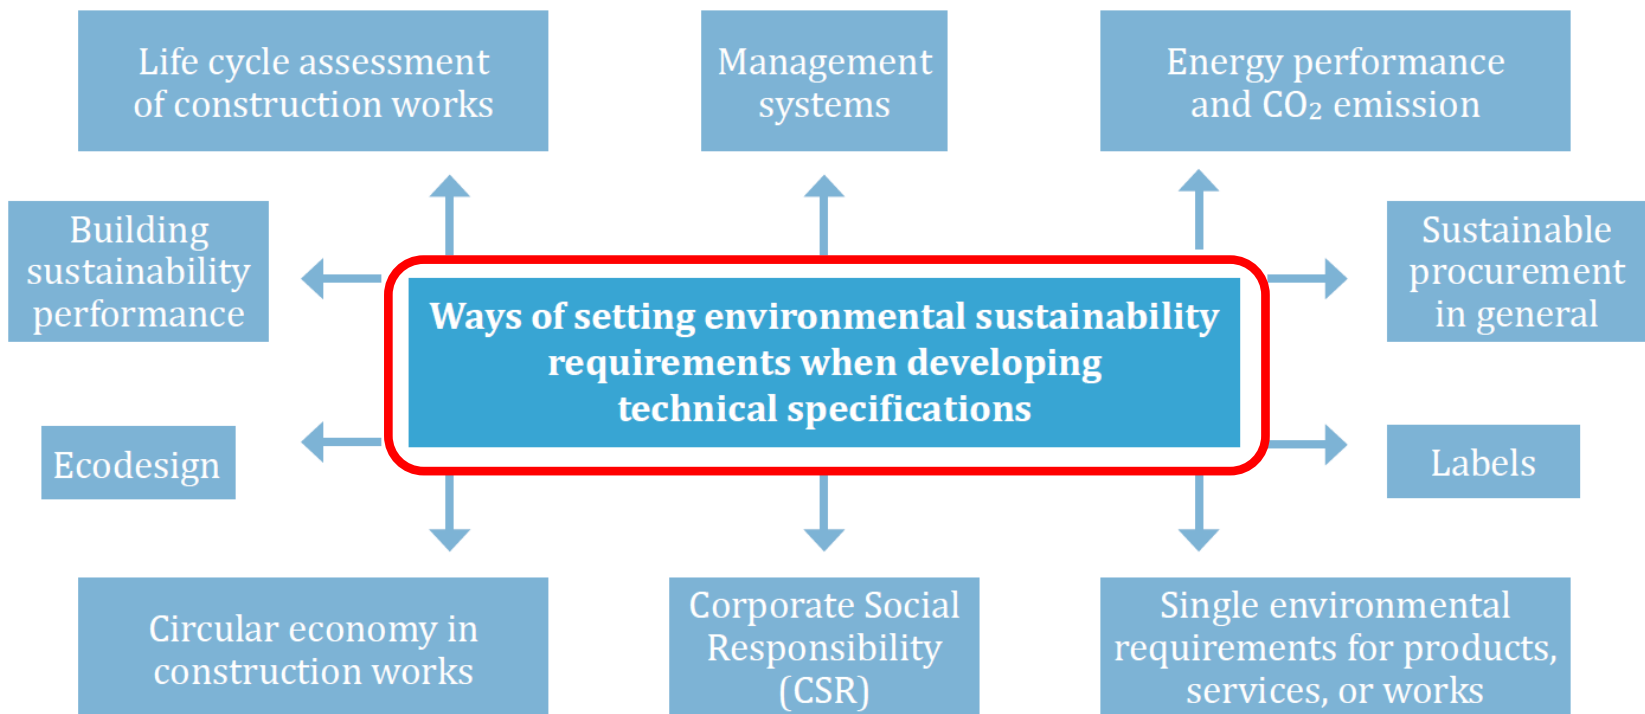 Life cycle assessment
of construction works
Management
systems
Energy performance
and CO₂ emission
Building
sustainability
performance
Sustainable
procurement
in general
Ways of setting environmental sustainability
requirements when developing
technical specifications
Ecodesign
Labels
Circular economy in
construction works
Corporate Social
Responsibility
(CSR)
Single environmental
requirements for products,
services, or works